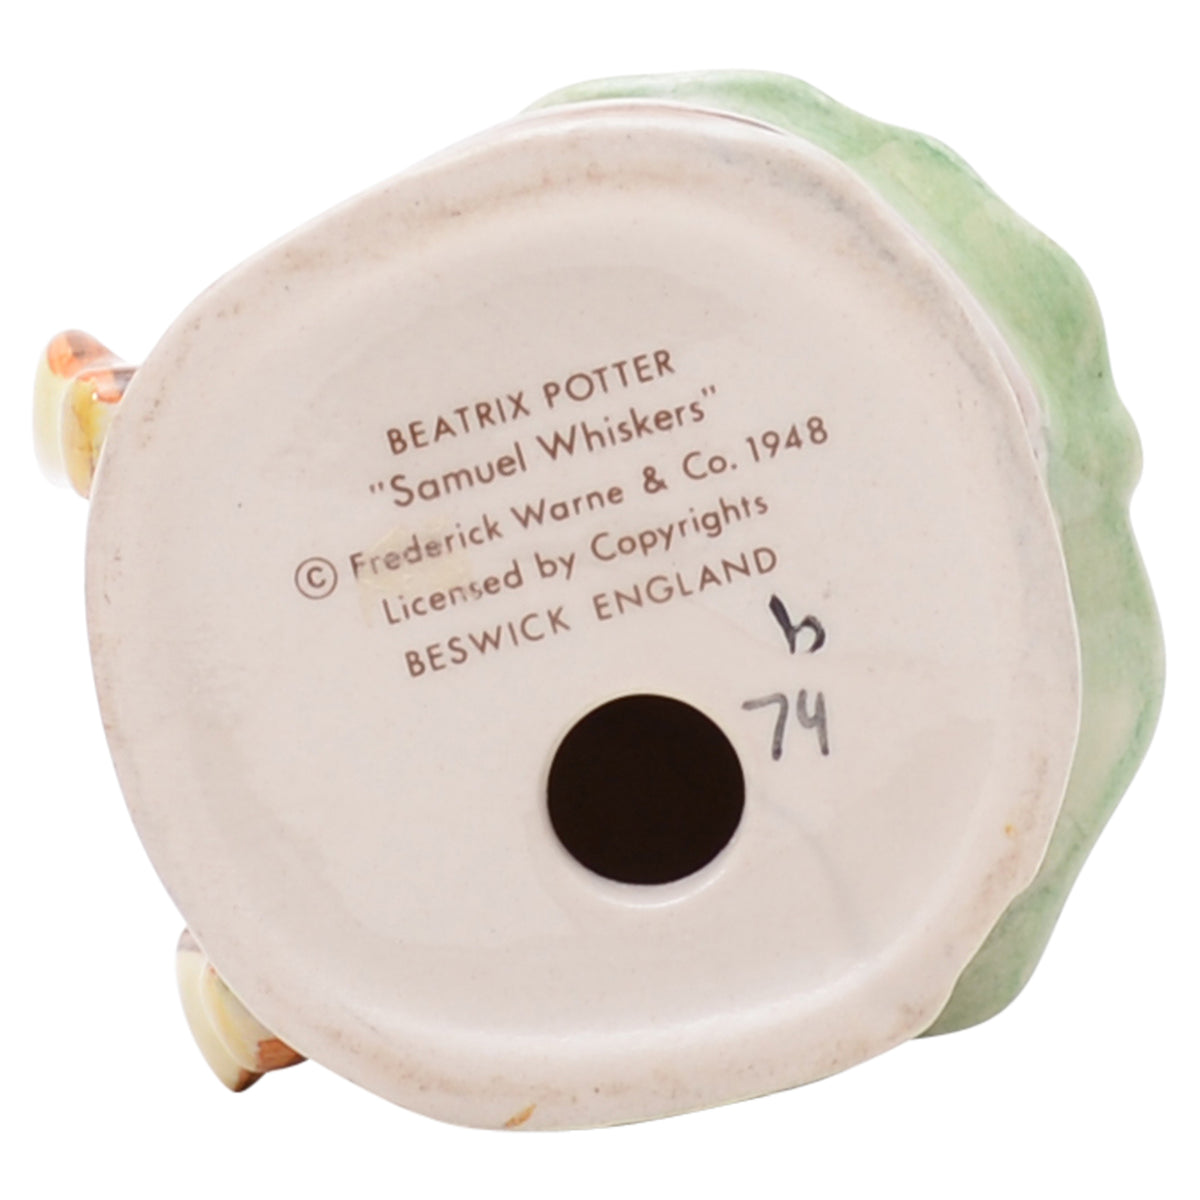 BEATRIX POTTER
"Samuel Whiskers"
© Frederick Warne & Co. 1948
Licensed by Copyrights
BESWICK ENGLAND
b
74